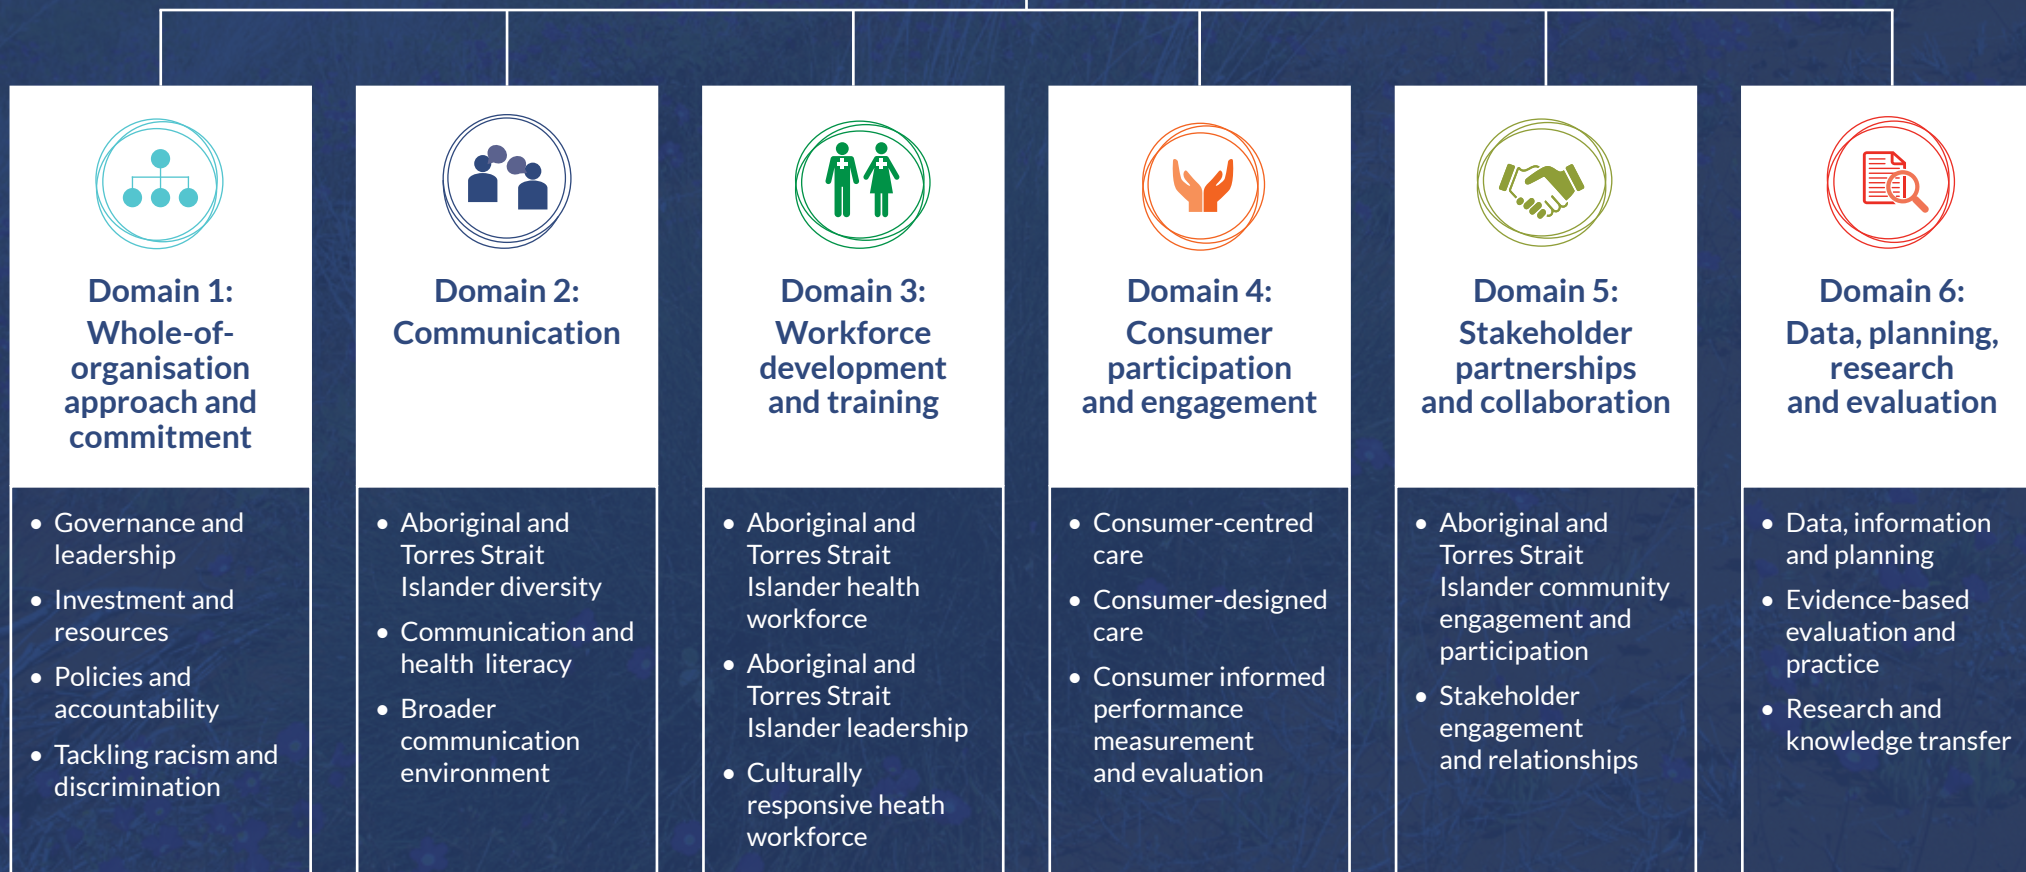 Domain 1:
Whole-of-
organisation
approach and
commitment
• Governance and
leadership
• Investment and
resources
• Policies and
accountability
• Tackling racism and
discrimination
Domain 2:
Communication
• Aboriginal and
Torres Strait
Islander diversity
• Communication and
health literacy
• Broader
communication
environment
Domain 3:
Workforce
development
and training
• Aboriginal and
Torres Strait
Islander health
workforce
• Aboriginal and
Torres Strait
Islander leadership
• Culturally
responsive heath
workforce
Domain 4:
Consumer
participation
and engagement
• Consumer-centred
care
• Consumer-designed
care
• Consumer informed
performance
measurement
and evaluation
Domain 5:
Stakeholder
partnerships
and collaboration
• Aboriginal and
Torres Strait
Islander community
engagement and
participation
• Stakeholder
engagement
and relationships
Domain 6:
Data, planning,
research
and evaluation
• Data, information
and planning
• Evidence-based
evaluation and
practice
• Research and
knowledge transfer